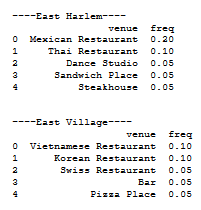 ----East Harlem----
                venue  freq
0  Mexican Restaurant  0.20
1     Thai Restaurant  0.10
2        Dance Studio  0.05
3      Sandwich Place  0.05
4          Steakhouse  0.05
----East Village----
                   venue  freq
0  Vietnamese Restaurant  0.10
1      Korean Restaurant  0.10
2       Swiss Restaurant  0.05
3                    Bar  0.05
4            Pizza Place  0.05